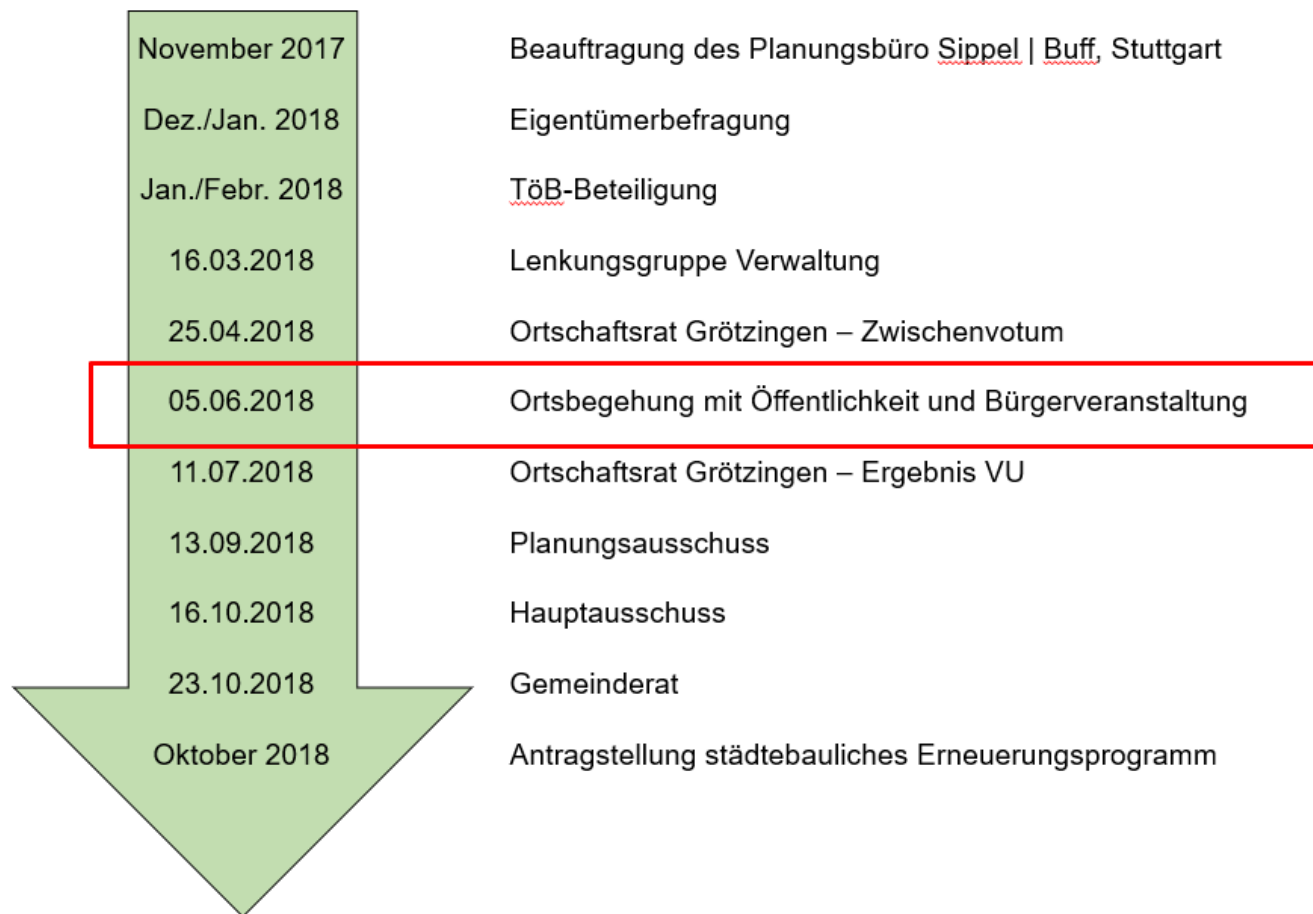 November 2017 Beauftragung des Planungsbüro Sippel | Buff, Stuttgart
Dez./Jan. 2018 Eigentümerbefragung
Jan./Febr. 2018 TöB-Beteiligung
16.03.2018 Lenkungsgruppe Verwaltung
25.04.2018 Ortschaftsrat Grötzingen – Zwischenvotum
05.06.2018 Ortsbegehung mit Öffentlichkeit und Bürgerveranstaltung
11.07.2018 Ortschaftsrat Grötzingen – Ergebnis VU
13.09.2018 Planungsausschuss
16.10.2018 Hauptausschuss
23.10.2018 Gemeinderat
Oktober 2018 Antragstellung städtebauliches Erneuerungsprogramm